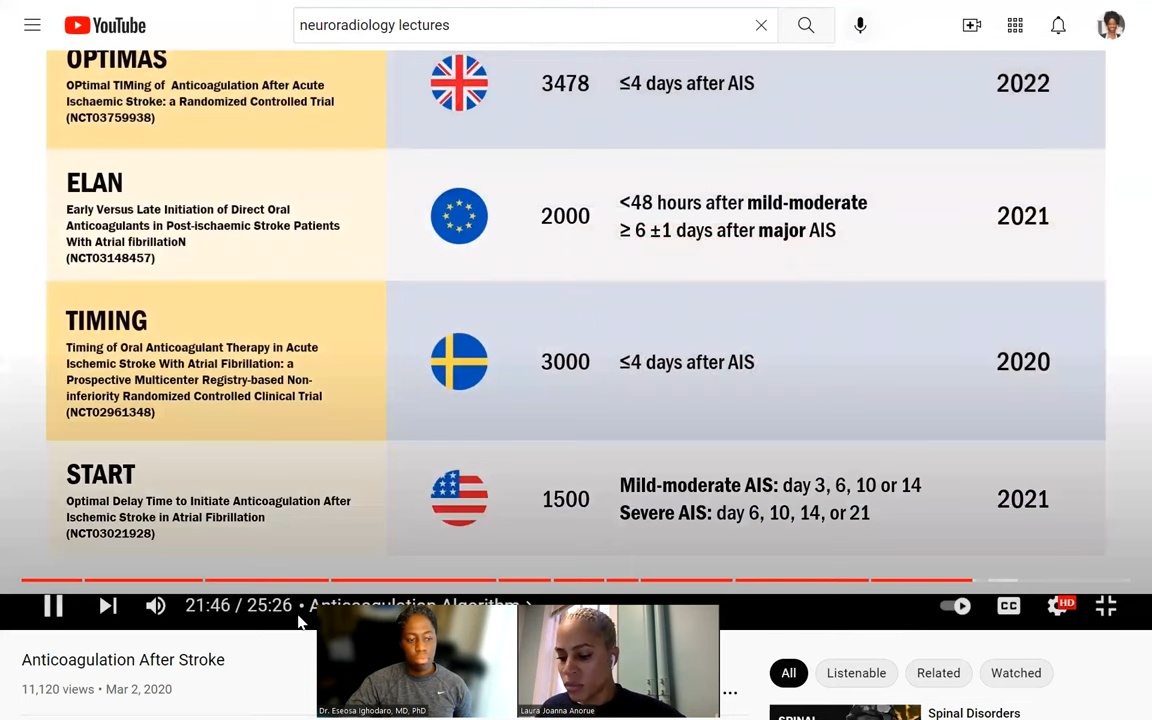 YouTube
neuroradiology lectures
OPTIMAS
OPtimal TIMing of Anticoagulation After Acute
Ischaemic Stroke: a Randomized Controlled Trial
(NCT03759938)
3478
≤4 days after AIS
2022
ELAN
Early Versus Late Initiation of Direct Oral
Anticoagulants in Post-ischaemic Stroke Patients
With Atrial fibrillatioN
(NCT03148457)
2000
<48 hours after mild-moderate
≥ 6 ±1 days after major AIS
2021
TIMING
Timing of Oral Anticoagulant Therapy in Acute
Ischemic Stroke With Atrial Fibrillation: a
Prospective Multicenter Registry-based Non-
inferiority Randomized Controlled Clinical Trial
(NCT02961348)
3000
≤4 days after AIS
2020
START
Optimal Delay Time to Initiate Anticoagulation After
Ischemic Stroke in Atrial Fibrillation
(NCT03021928)
1500
Mild-moderate AIS: day 3, 6, 10 or 14
Severe AIS: day 6, 10, 14, or 21
2021
21:46 / 25:26 • Anticoagulation Algorithm >
CC
HD
Anticoagulation After Stroke
11,120 views • Mar 2, 2020
...
Dr. Eseosa Ighodaro, MD, PhD
Laura Joanna Anorue
All
Listenable
Related
Watched
SPINAL
Spinal Disorders